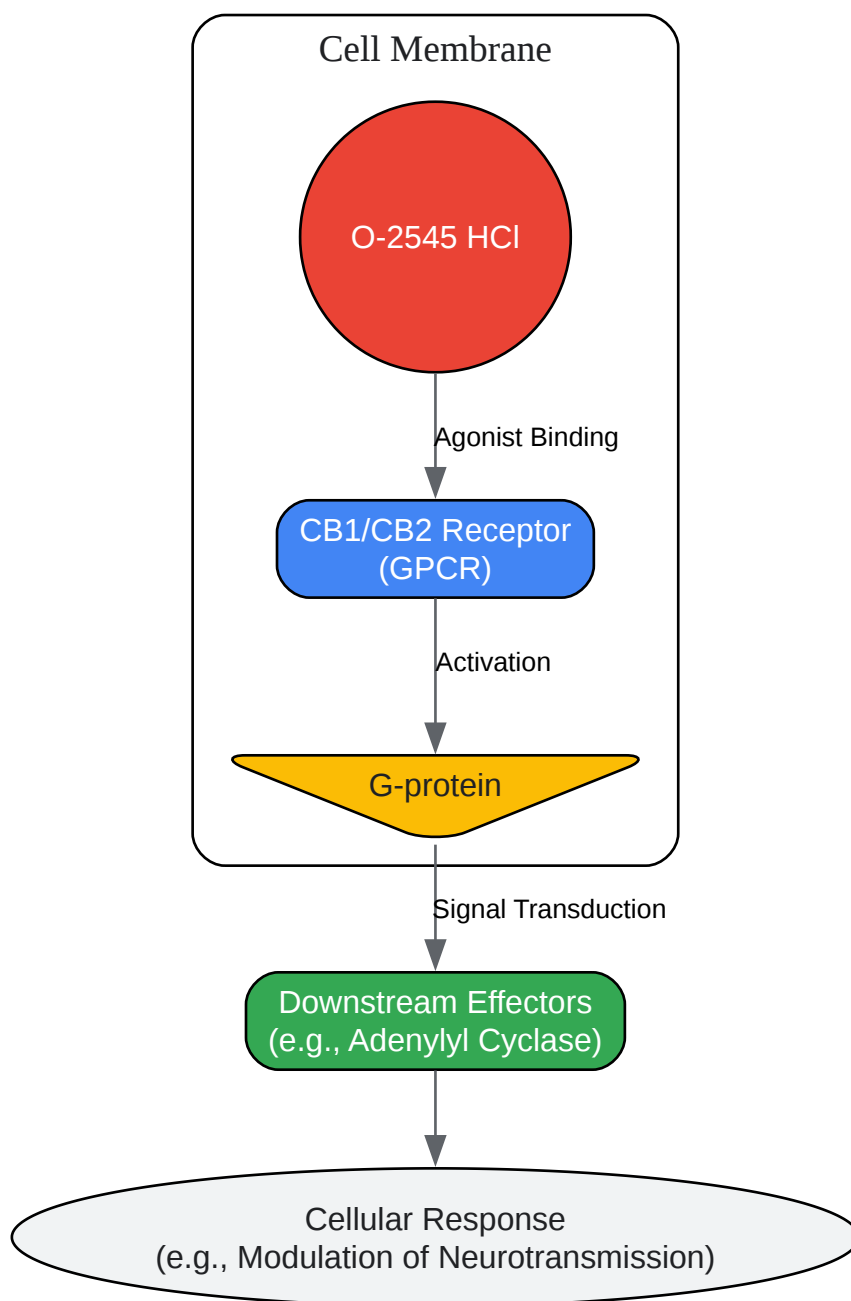 Cell Membrane
O-2545 HCl
Agonist Binding
CB1/CB2 Receptor
(GPCR)
Activation
G-protein
Signal Transduction
Downstream Effectors
(e.g., Adenylyl Cyclase)
Cellular Response
(e.g., Modulation of Neurotransmission)